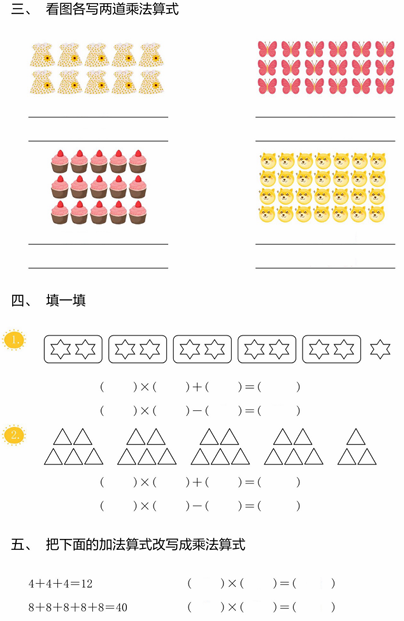 三、 看图各写两道乘法算式
四、 填一填
1.
(  )×(  )+(  )=(  )
(  )×(  )−(  )=(  )
2.
(  )×(  )+(  )=(  )
(  )×(  )−(  )=(  )
五、 把下面的加法算式改写成乘法算式
4+4+4=12 (  )×(  )=(  )
8+8+8+8+8=40 (  )×(  )=(  )